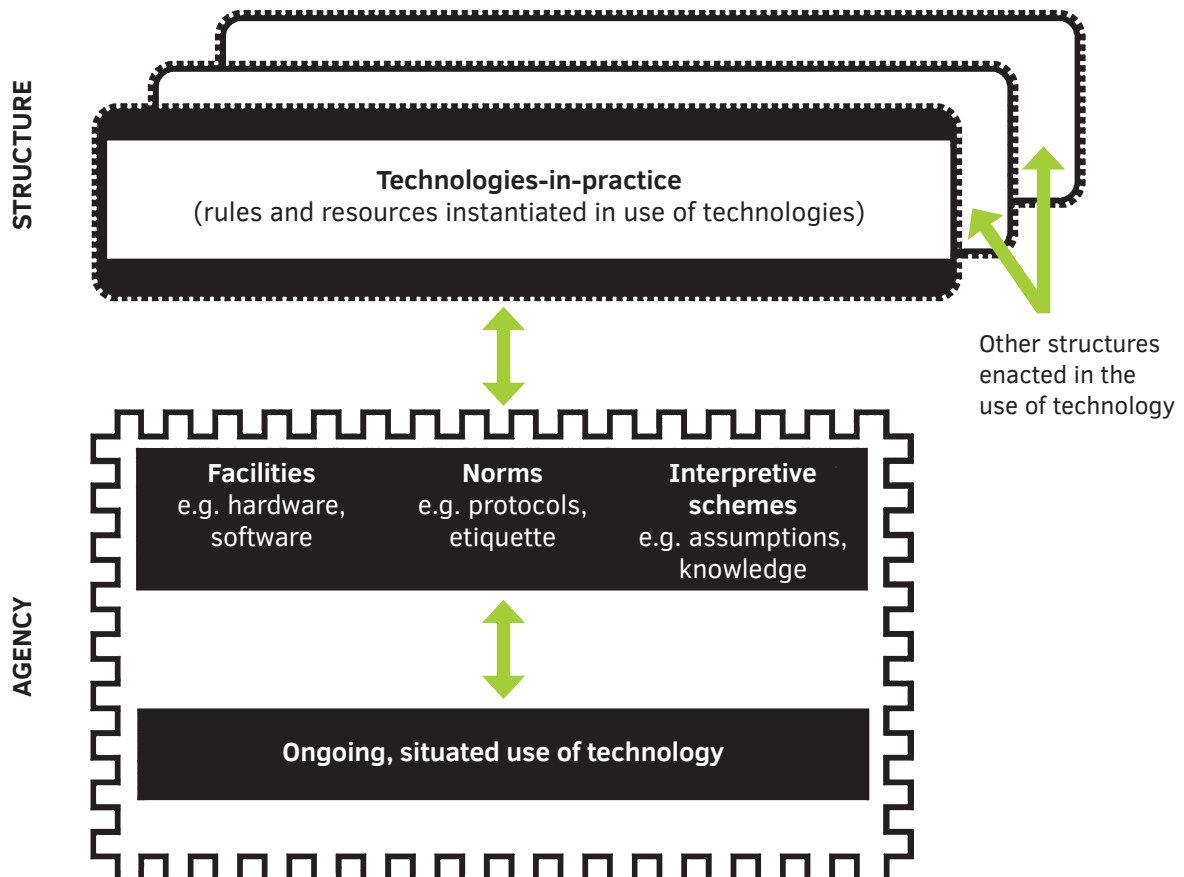 STRUCTURE
Technologies-in-practice
(rules and resources instantiated in use of technologies)
Other structures
enacted in the
use of technology
AGENCY
Facilities
e.g. hardware,
software
Norms
e.g. protocols,
etiquette
Interpretive
schemes
e.g. assumptions,
knowledge
Ongoing, situated use of technology